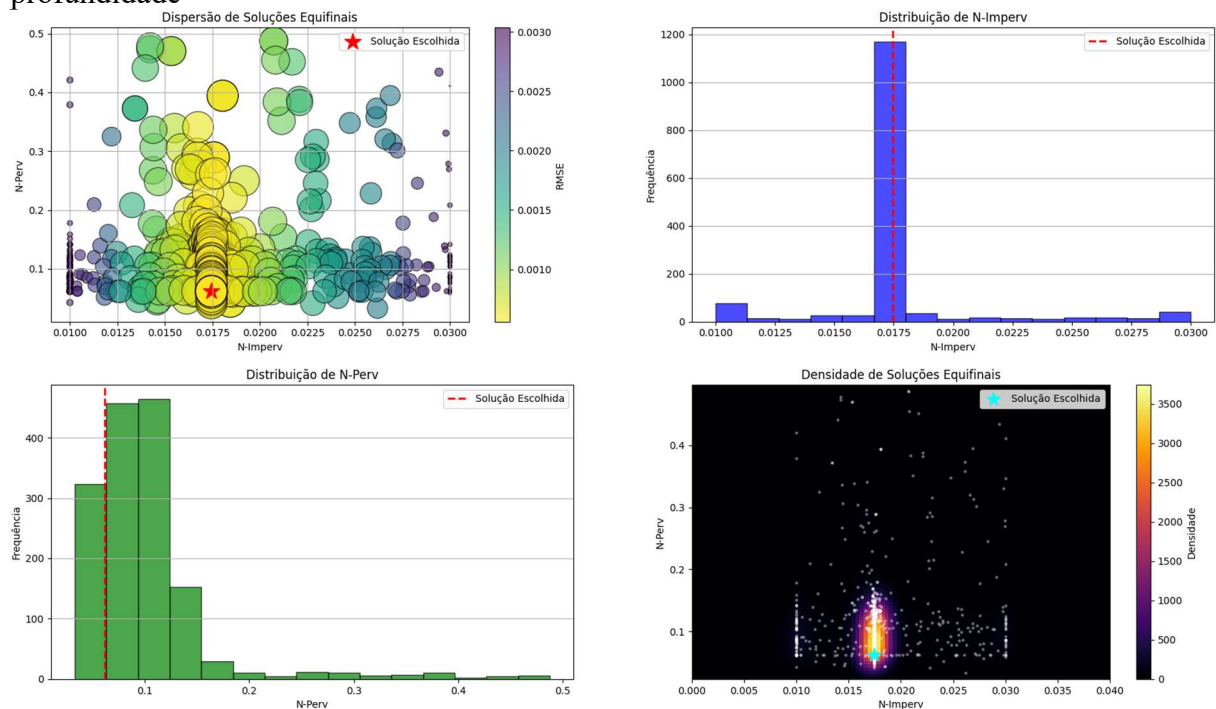 profundidade
Dispersão de Soluções Equifinais
Solução Escolhida
0.5
0.4
0.3
0.2
0.1
N-Perv
0.0100 0.0125 0.0150 0.0175 0.0200 0.0225 0.0250 0.0275 0.0300
N-Imperv
0.0030
0.0025
0.0020
0.0015
0.0010
RMSE
Distribuição de N-Imperv
Solução Escolhida
1200
1000
800
600
400
200
0
Frequência
0.0100 0.0125 0.0150 0.0175 0.0200 0.0225 0.0250 0.0275 0.0300
N-Imperv
Distribuição de N-Perv
Solução Escolhida
400
300
200
100
0
Frequência
0.1 0.2 0.3 0.4 0.5
N-Perv
Densidade de Soluções Equifinais
Solução Escolhida
0.4
0.3
0.2
0.1
N-Perv
0.000 0.005 0.010 0.015 0.020 0.025 0.030 0.035 0.040
N-Imperv
3500
3000
2500
2000
1500
1000
500
0
Densidade